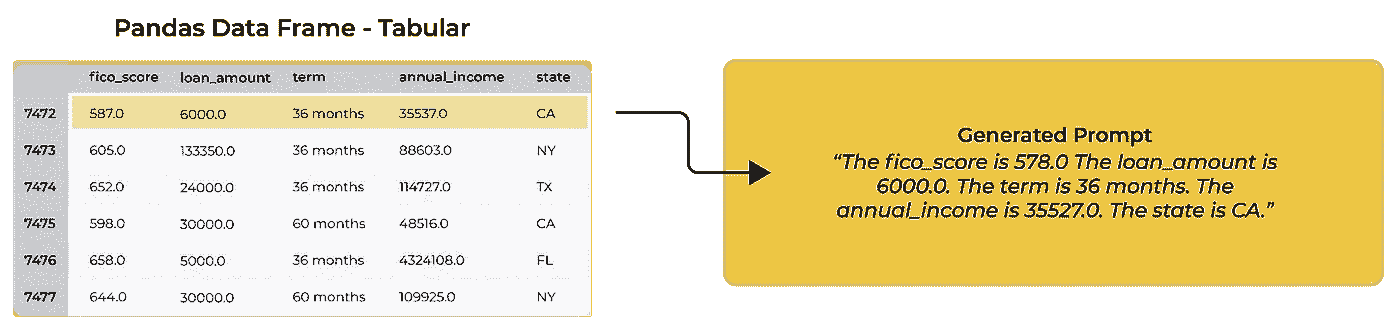 Pandas Data Frame - Tabular
fico_score loan_amount term annual_income state
7472 587.0 6000.0 36 months 35537.0 CA
7473 605.0 133350.0 36 months 88603.0 NY
7474 652.0 24000.0 36 months 114727.0 TX
7475 598.0 30000.0 60 months 48516.0 CA
7476 658.0 5000.0 36 months 4324108.0 FL
7477 644.0 30000.0 60 months 109925.0 NY
Generated Prompt
“The fico_score is 578.0 The loan_amount is
6000.0. The term is 36 months. The
annual_income is 35527.0. The state is CA.”